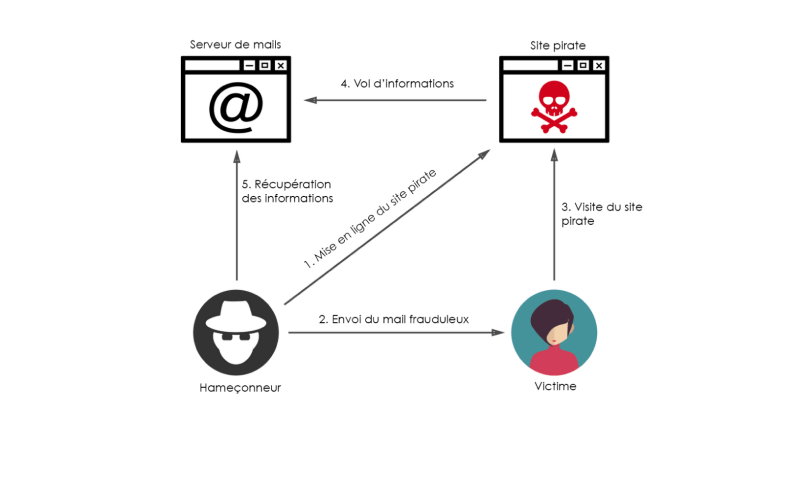 Serveur de mails
Site pirate
4. Vol d'informations
5. Récupération
des informations
1. Mise en ligne du site pirate
3. Visite du site
pirate
2. Envoi du mail frauduleux
Hameçonneur
Victime
@